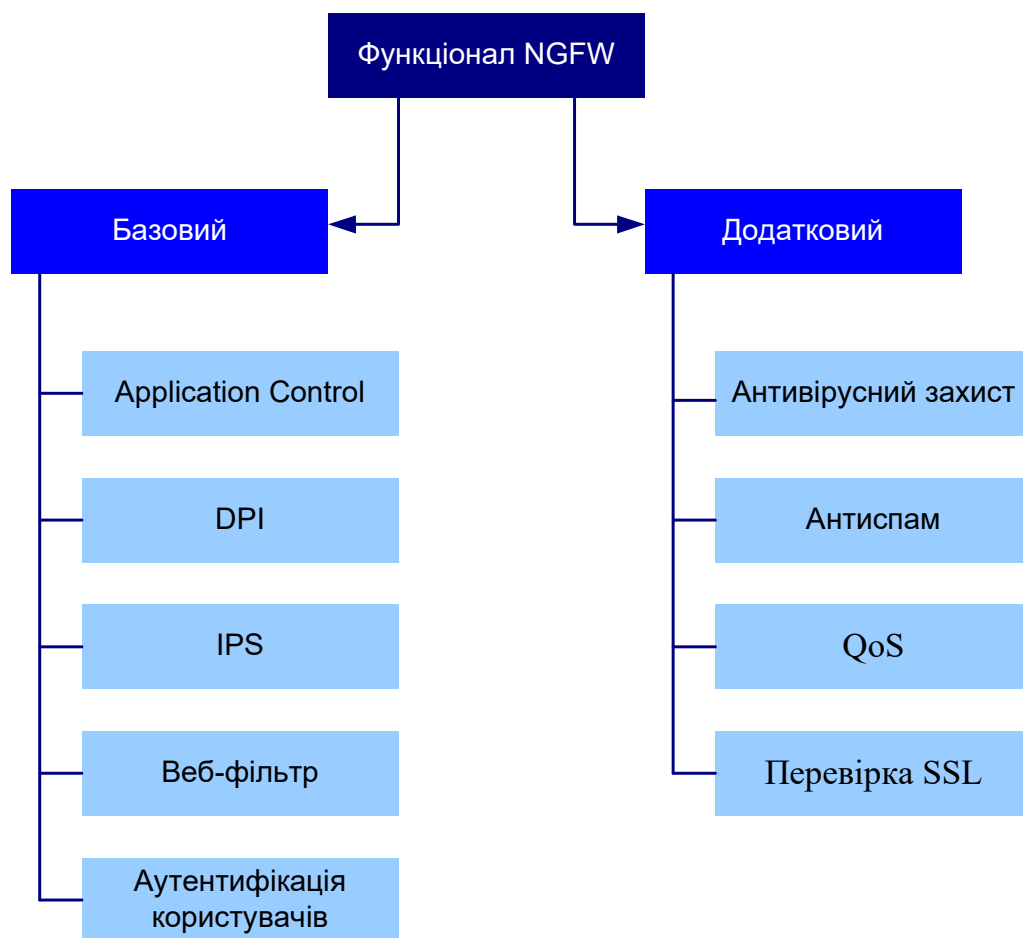 Функціонал NGFW
Базовий
Додатковий
Application Control
DPI
IPS
Веб-фільтр
Аутентифікація
користувачів
Антивірусний захист
Антиспам
QoS
Перевірка SSL